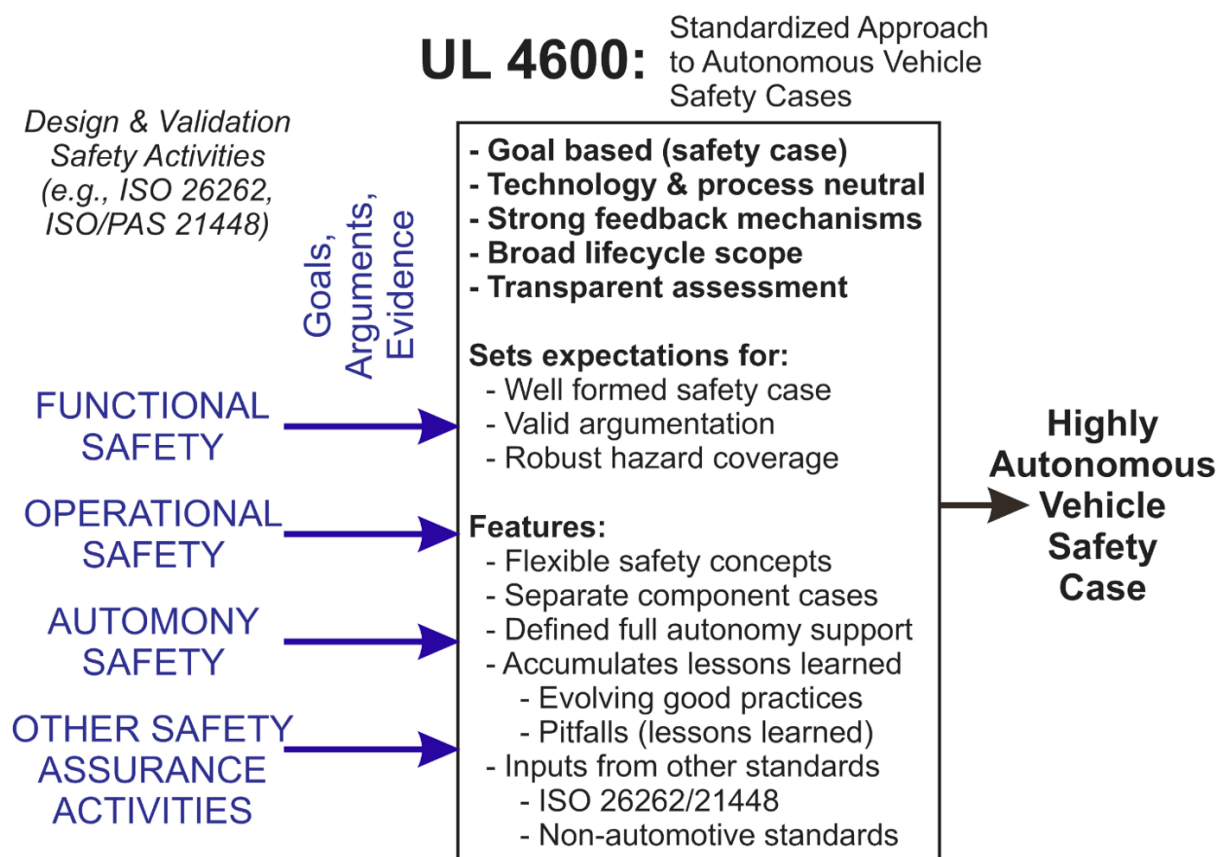 UL 4600:
Standardized Approach
to Autonomous Vehicle
Safety Cases
Design & Validation
Safety Activities
(e.g., ISO 26262,
ISO/PAS 21448)
Goals,
Arguments,
Evidence
FUNCTIONAL
SAFETY
OPERATIONAL
SAFETY
AUTOMONY
SAFETY
OTHER SAFETY
ASSURANCE
ACTIVITIES
- Goal based (safety case)
- Technology & process neutral
- Strong feedback mechanisms
- Broad lifecycle scope
- Transparent assessment
Sets expectations for:
- Well formed safety case
- Valid argumentation
- Robust hazard coverage
Features:
- Flexible safety concepts
- Separate component cases
- Defined full autonomy support
- Accumulates lessons learned
- Evolving good practices
- Pitfalls (lessons learned)
- Inputs from other standards
- ISO 26262/21448
- Non-automotive standards
Highly
Autonomous
Vehicle
Safety
Case